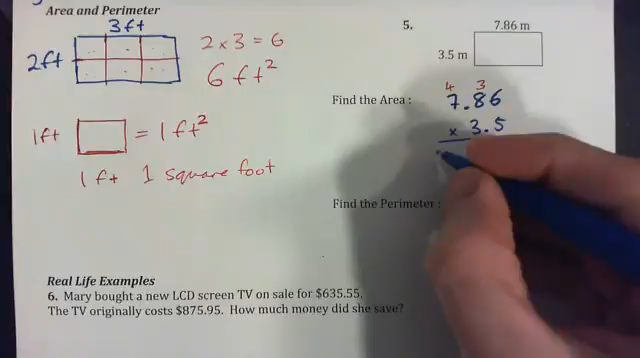 Area and Perimeter
3ft
2ft
2 x 3 = 6
6 ft²
1ft = 1 ft²
1 ft 1 square foot
5. 7.86 m
3.5 m
Find the Area :
4 3
7.86
x 3.5
Find the Perimeter :
Real Life Examples
6. Mary bought a new LCD screen TV on sale for $635.55.
The TV originally costs $875.95. How much money did she save?